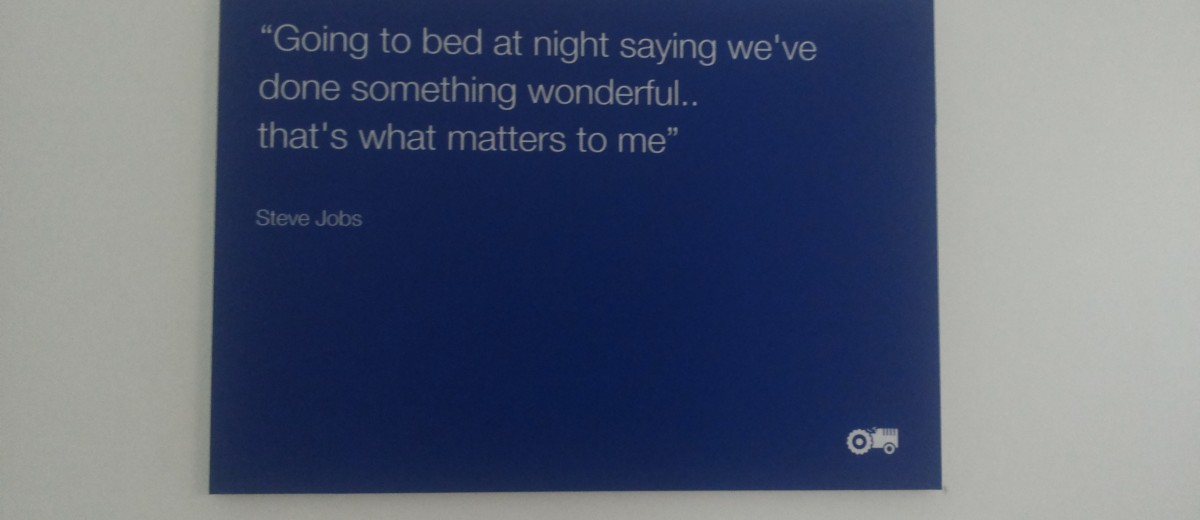 “Going to bed at night saying we've
done something wonderful..
that's what matters to me”
Steve Jobs